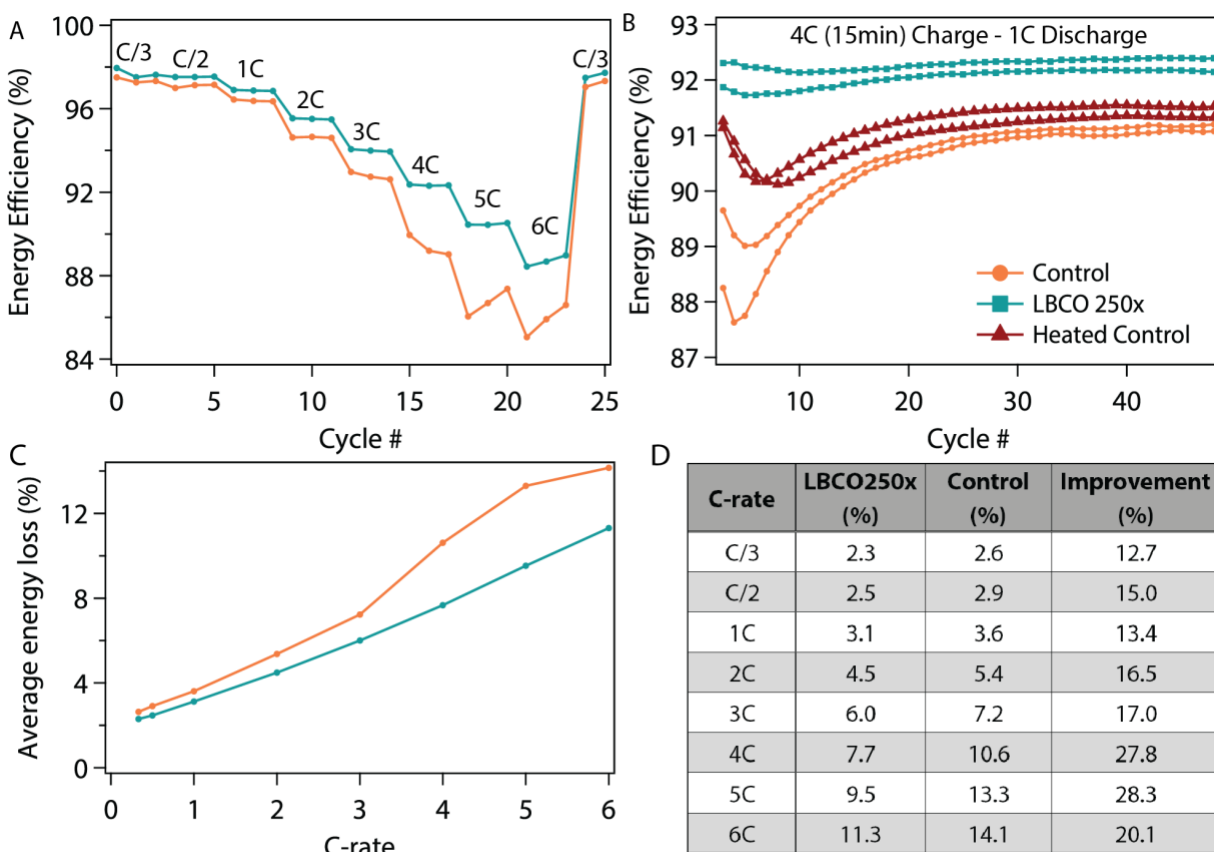 A
100
96
92
88
84
Energy Efficiency (%)
C/3
C/2
1C
2C
3C
4C
5C
6C
C/3
0
5
10
15
20
25
Cycle #
B
93
92
91
90
89
88
87
Energy Efficiency (%)
4C (15min) Charge - 1C Discharge
Control
LBCO 250x
Heated Control
10
20
30
40
Cycle #
C
12
8
4
0
Average energy loss (%)
0
1
2
3
4
5
6
C-rate
D
C-rate LBCO250x (%) Control (%) Improvement (%)
C/3 2.3 2.6 12.7
C/2 2.5 2.9 15.0
1C 3.1 3.6 13.4
2C 4.5 5.4 16.5
3C 6.0 7.2 17.0
4C 7.7 10.6 27.8
5C 9.5 13.3 28.3
6C 11.3 14.1 20.1